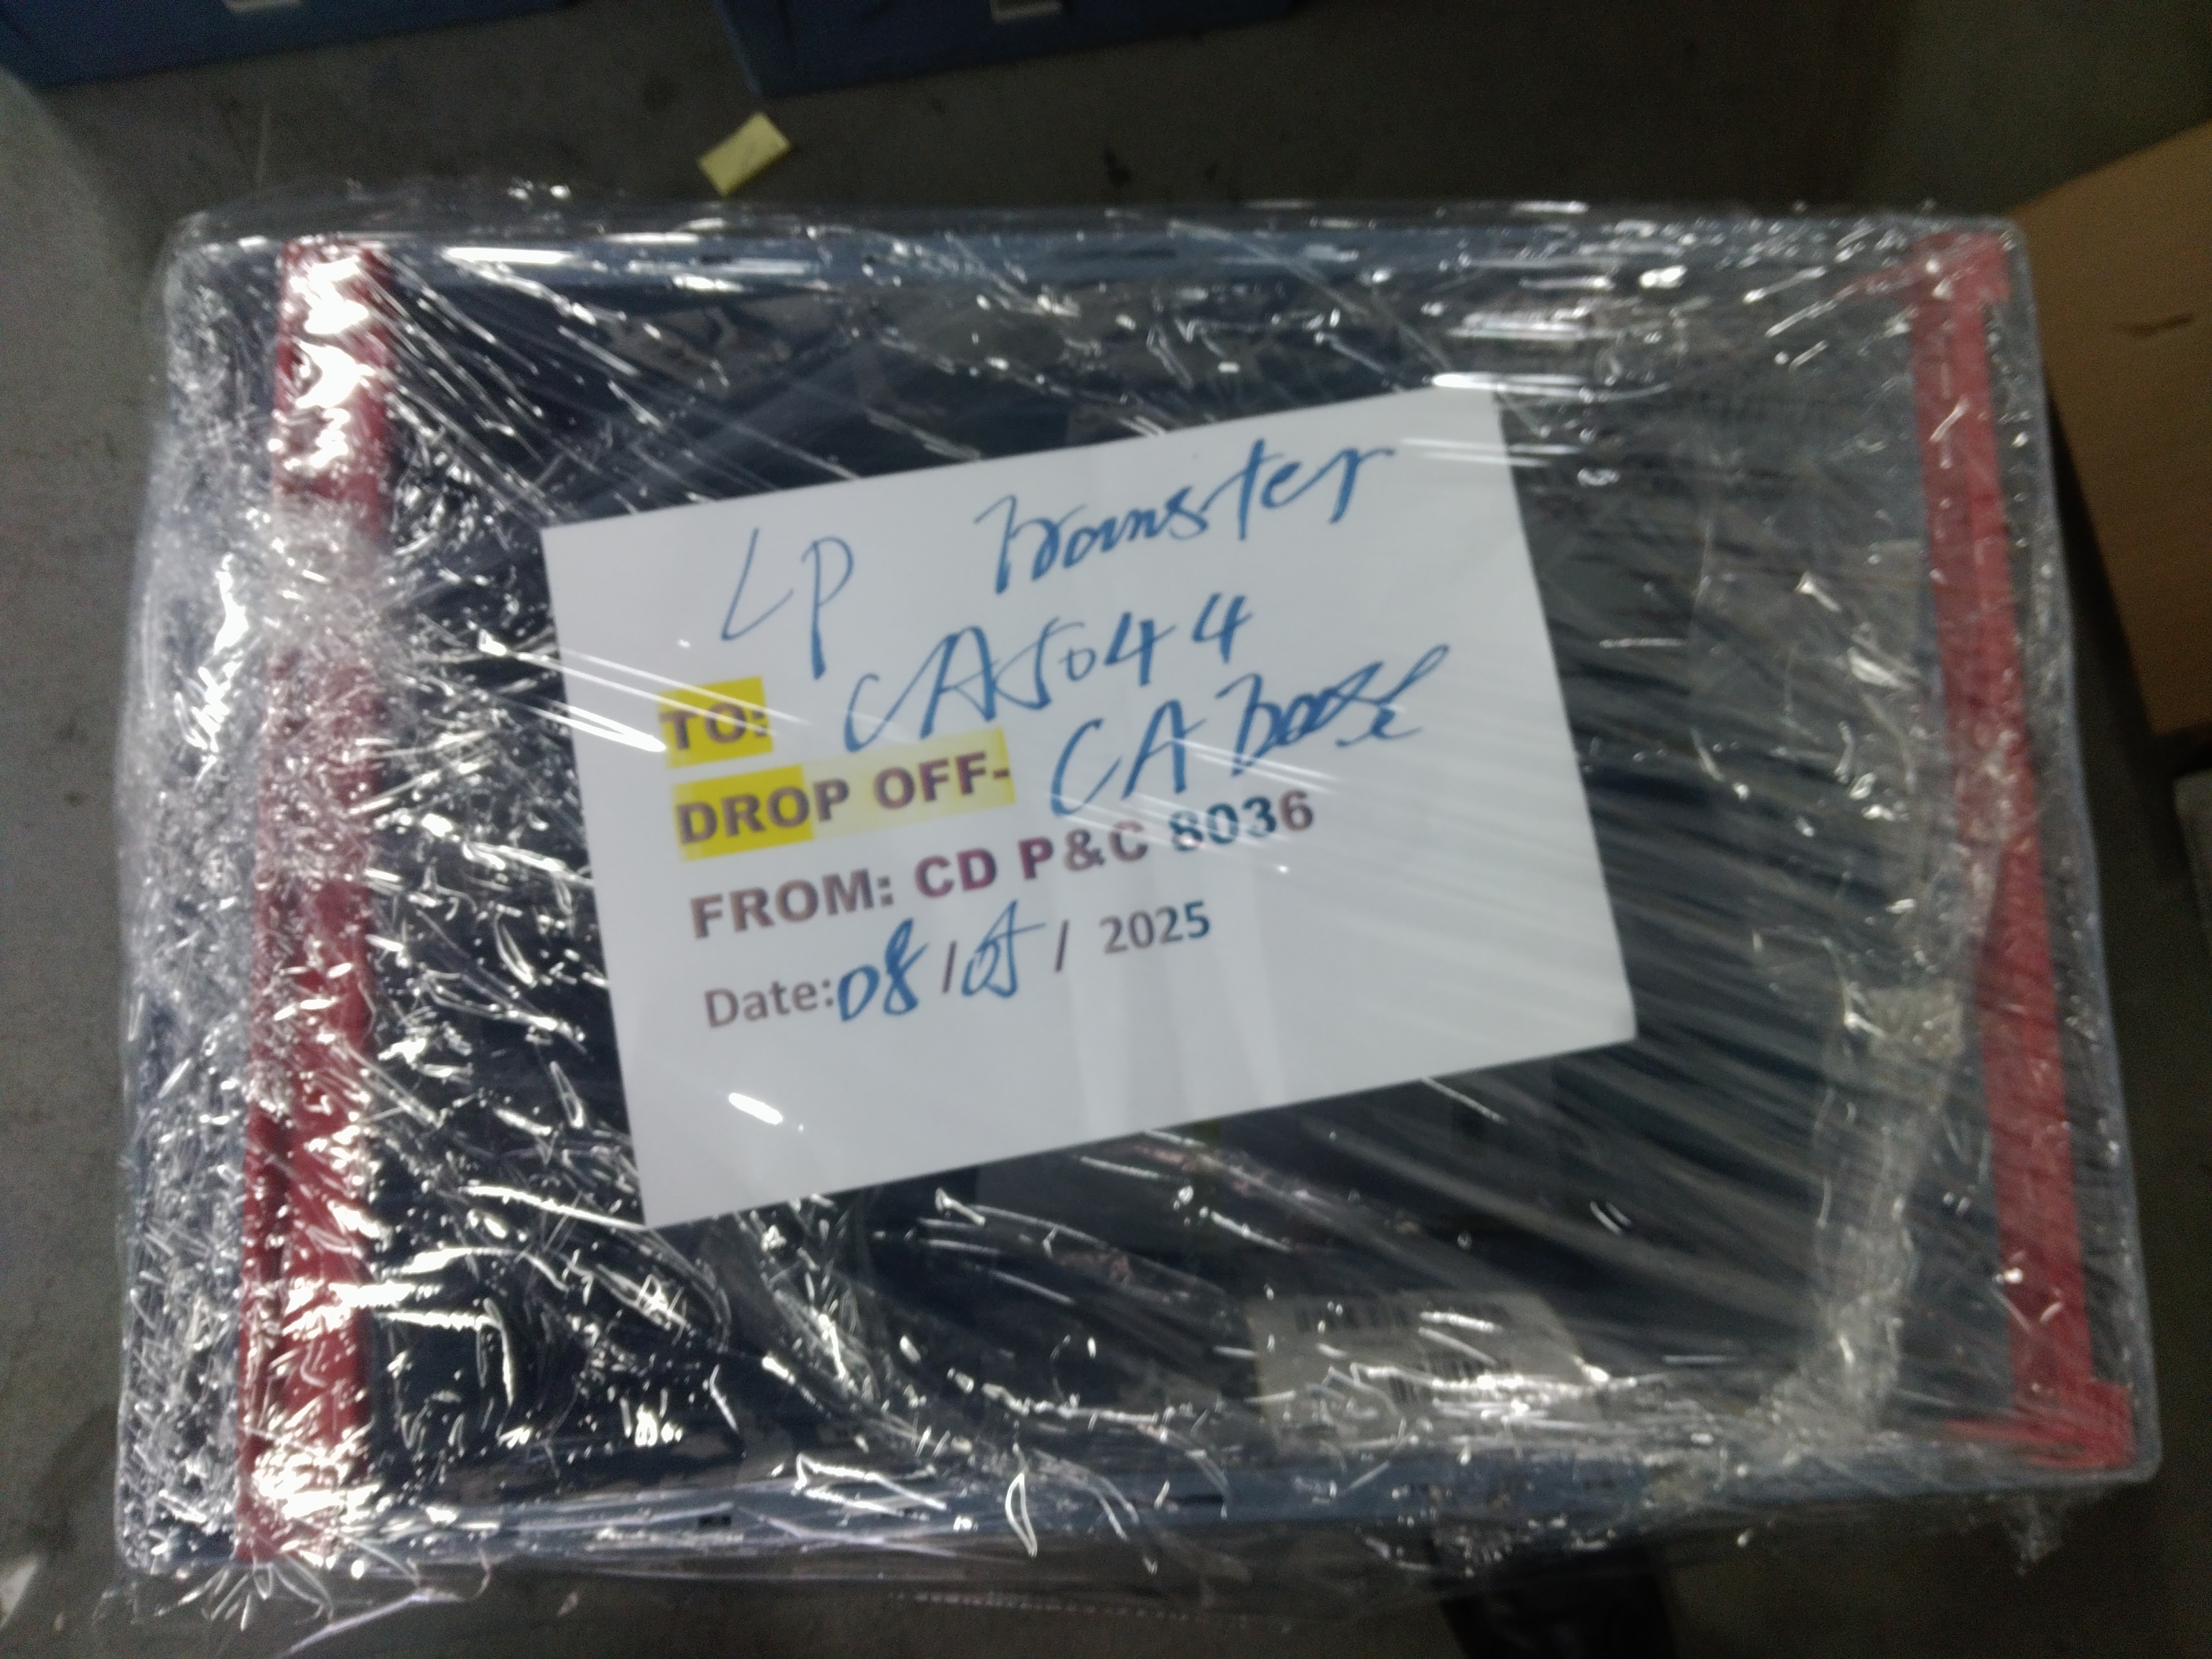 LP Transfer
TO: CA5044
DROP OFF- CA Base
FROM: CD P&C 8036
Date: 08 / 05 / 2025